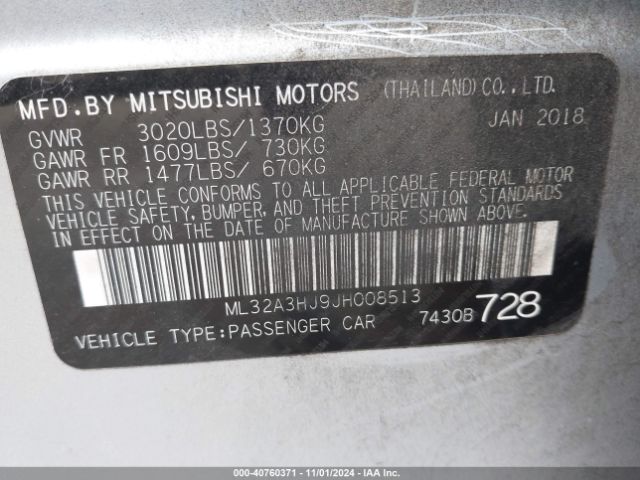 MFD.BY MITSUBISHI MOTORS (THAILAND)CO.,LTD.
GVWR 3020LBS/1370KG JAN 2018
GAWR FR 1609LBS/ 730KG
GAWR RR 1477LBS/ 670KG
THIS VEHICLE CONFORMS TO ALL APPLICABLE FEDERAL MOTOR
VEHICLE SAFETY, BUMPER, AND THEFT PREVENTION STANDARDS
IN EFFECT ON THE DATE OF MANUFACTURE SHOWN ABOVE.
ML32A3HJ9JH008513
VEHICLE TYPE:PASSENGER CAR 7430B 728
000-40760371 • 11/01/2024 • IAA Holdings, LLC.